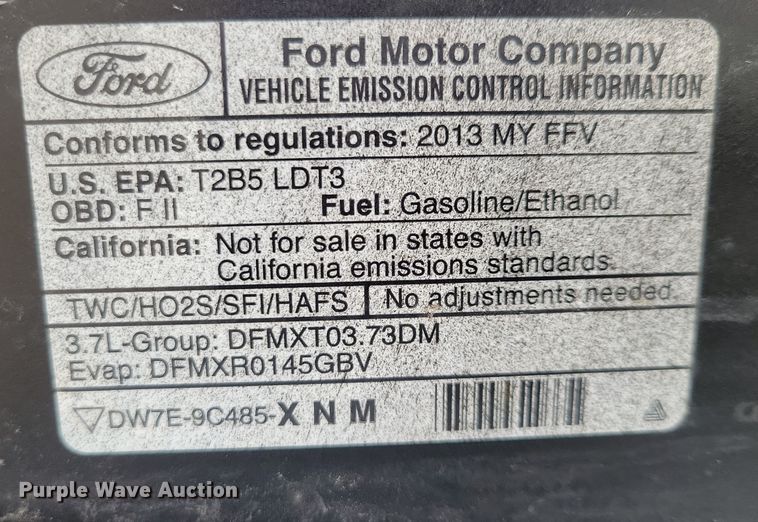 Ford
Ford Motor Company
VEHICLE EMISSION CONTROL INFORMATION
Conforms to regulations: 2013 MY FFV
U.S. EPA: T2B5 LDT3
OBD: F II Fuel: Gasoline/Ethanol
California: Not for sale in states with
California emissions standards.
TWC/HO2S/SFI/HAFS No adjustments needed.
3.7L-Group: DFMXT03.73DM
Evap: DFMXR0145GBV
DW7E-9C485-X N M
Purple Wave Auction